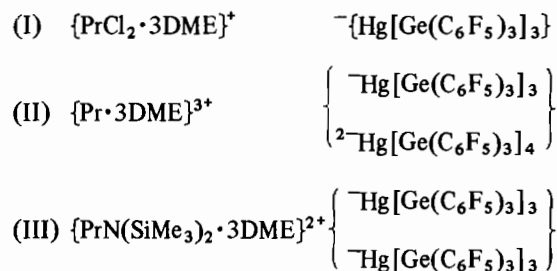 (I) {PrCl₂·3DME}⁺ ⁻{Hg[Ge(C₆F₅)₃]₃}
(II) {Pr·3DME}³⁺ { ⁻Hg[Ge(C₆F₅)₃]₃
²⁻Hg[Ge(C₆F₅)₃]₄ }
(III) {PrN(SiMe₃)₂·3DME}²⁺ { ⁻Hg[Ge(C₆F₅)₃]₃
⁻Hg[Ge(C₆F₅)₃]₃ }